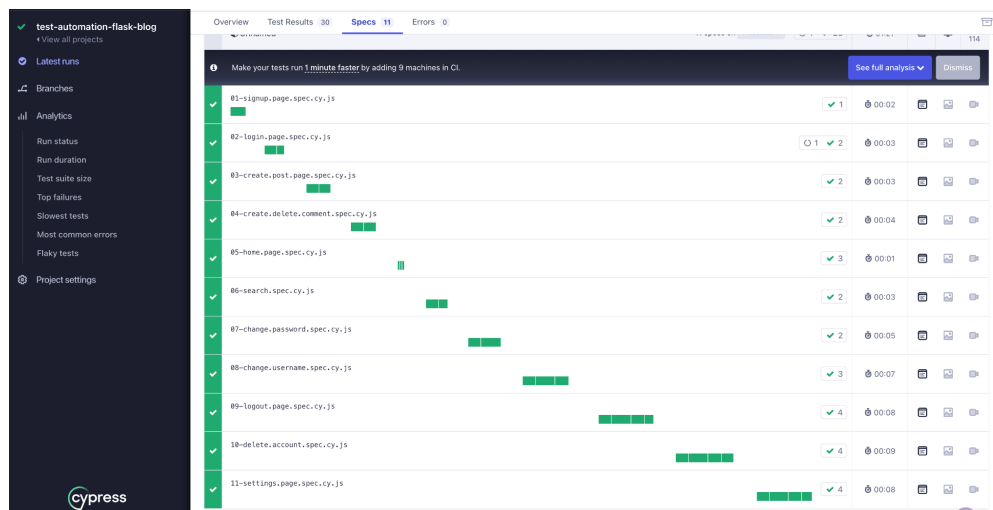 test-automation-flask-blog
View all projects
Latest runs
Branches
Analytics
Run status
Run duration
Test suite size
Top failures
Slowest tests
Most common errors
Flaky tests
Project settings
cypress
Overview Test Results 30 Specs 11 Errors 0
114
Make your tests run 1 minute faster by adding 9 machines in CI. See full analysis Dismiss
01-signup.page.spec.cy.js 1 00:02
02-login.page.spec.cy.js 1 2 00:03
03-create.post.page.spec.cy.js 2 00:03
04-create.delete.comment.spec.cy.js 2 00:04
05-home.page.spec.cy.js 3 00:01
06-search.spec.cy.js 2 00:03
07-change.password.spec.cy.js 2 00:05
08-change.username.spec.cy.js 3 00:07
09-logout.page.spec.cy.js 4 00:08
10-delete.account.spec.cy.js 4 00:09
11-settings.page.spec.cy.js 4 00:08